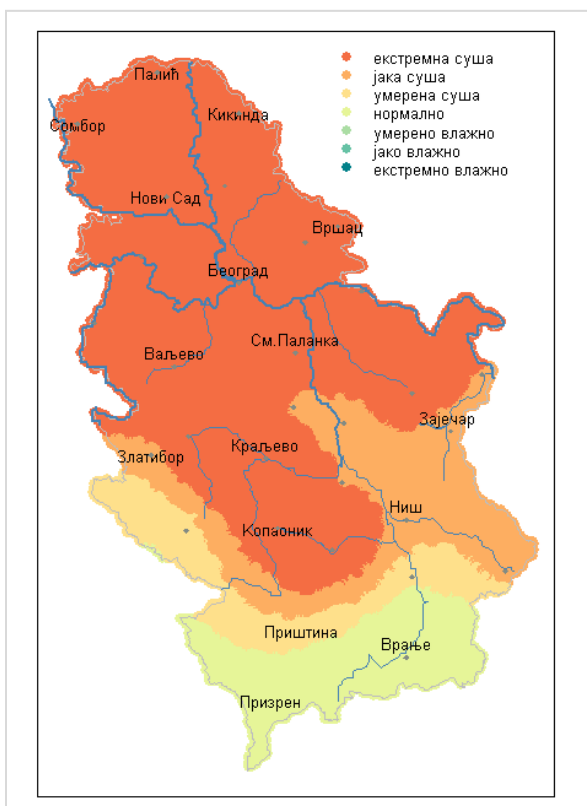 екстремна суша
јака суша
умерена суша
нормално
умерено влажно
јако влажно
екстремно влажно
Палић
Сомбор
Кикинда
Нови Сад
Вршац
Београд
См.Паланка
Ваљево
Зајечар
Краљево
Златибор
Ниш
Копаоник
Приштина
Врање
Призрен